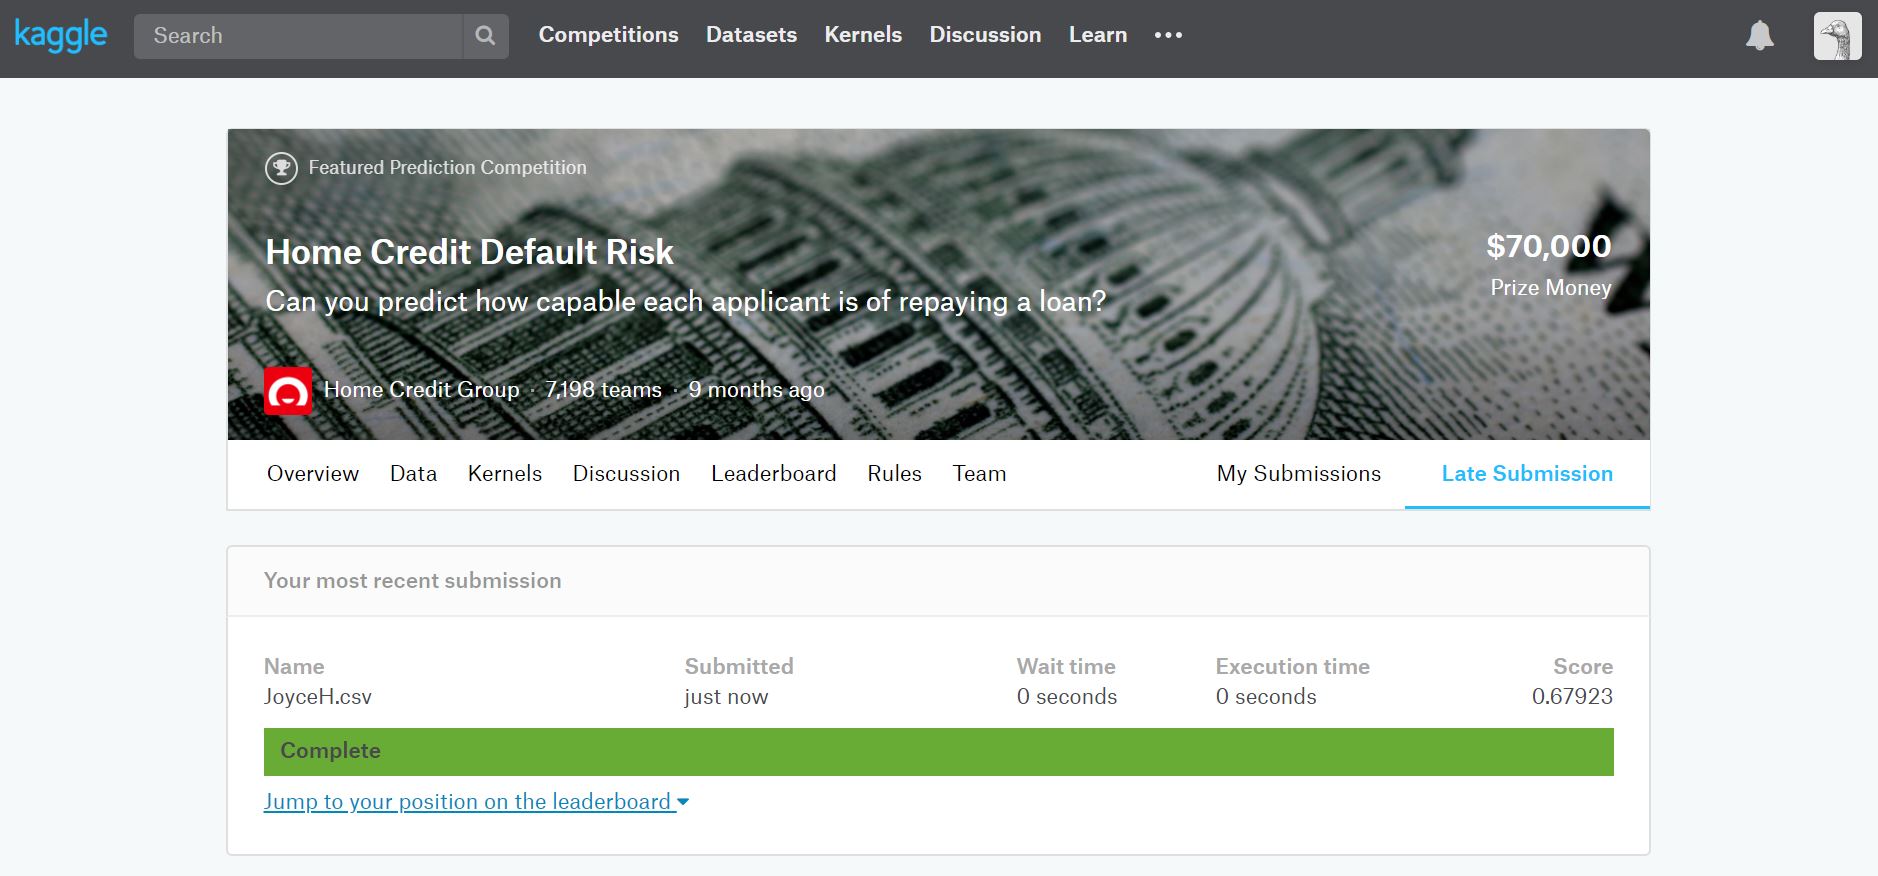 kaggle
Search
Competitions Datasets Kernels Discussion Learn •••
Featured Prediction Competition
Home Credit Default Risk
$70,000
Can you predict how capable each applicant is of repaying a loan?
Prize Money
Home Credit Group · 7,198 teams · 9 months ago
Overview Data Kernels Discussion Leaderboard Rules Team My Submissions Late Submission
Your most recent submission
Name Submitted Wait time Execution time Score
JoyceH.csv just now 0 seconds 0 seconds 0.67923
Complete
Jump to your position on the leaderboard